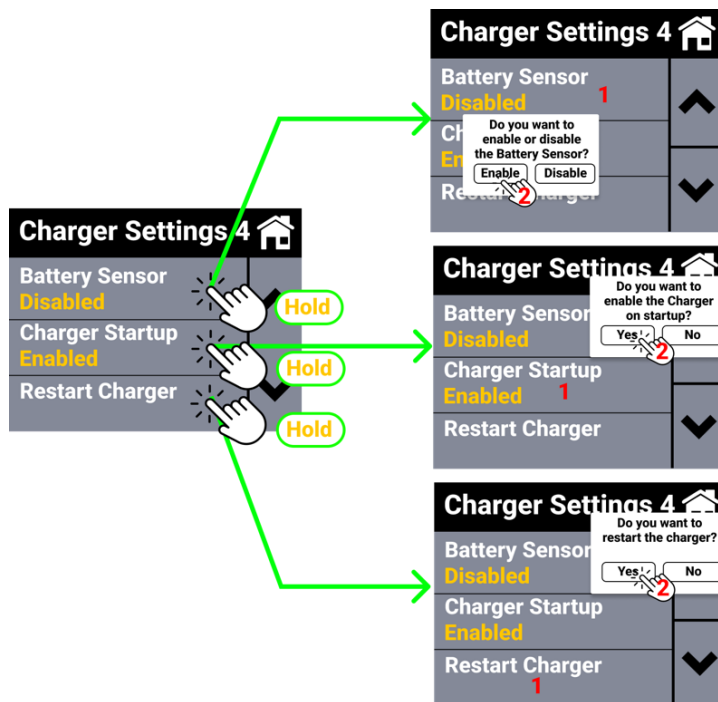 Charger Settings 4
Battery Sensor
Disabled
1
Do you want to
enable or disable
the Battery Sensor?
Enable Disable
2
Ch
En
Restart Charger
Charger Settings 4
Battery Sensor
Disabled
Hold
Charger Startup
Enabled
Hold
Restart Charger
Hold
Charger Settings 4
Do you want to
enable the Charger
on startup?
Yes No
2
Battery Sensor
Disabled
Charger Startup
Enabled
1
Restart Charger
Charger Settings 4
Do you want to
restart the charger?
Yes No
2
Battery Sensor
Disabled
Charger Startup
Enabled
Restart Charger
1